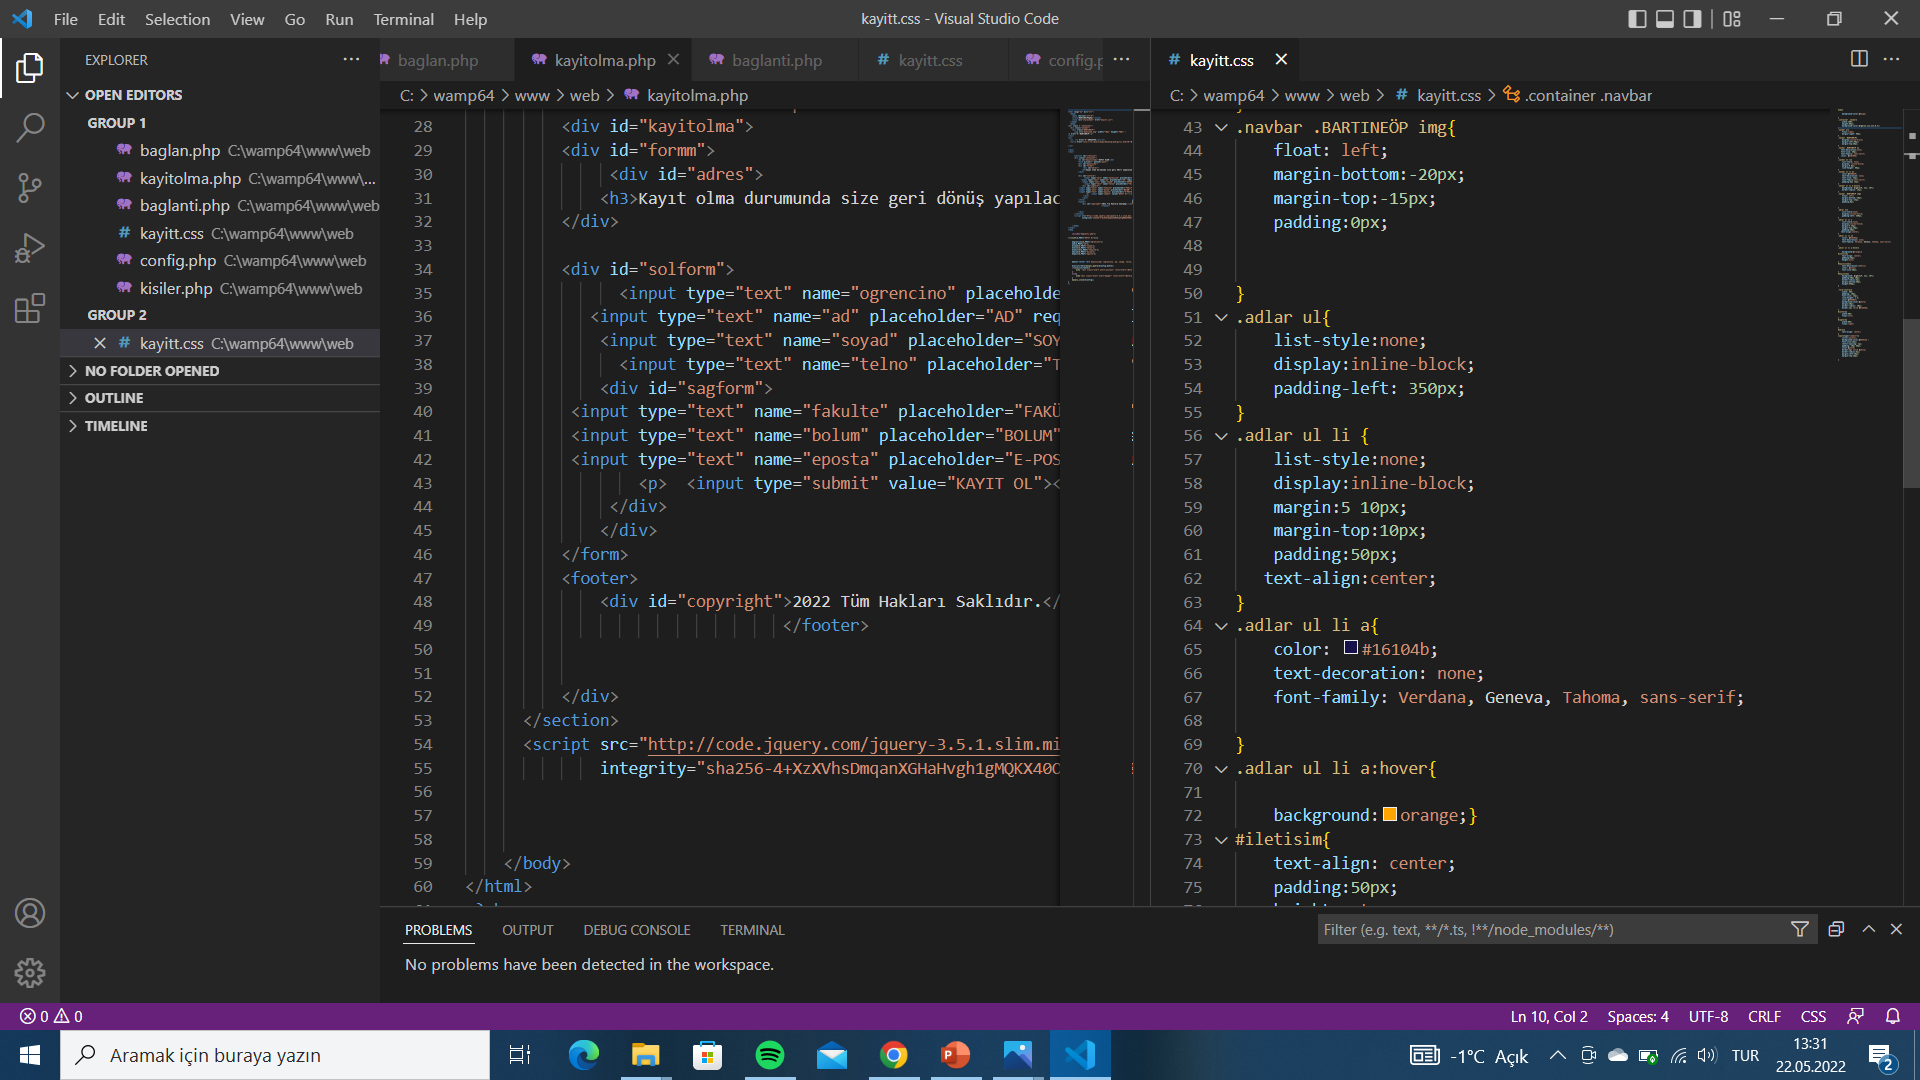 File Edit Selection View Go Run Terminal Help
kayitt.css - Visual Studio Code
EXPLORER
OPEN EDITORS
GROUP 1
baglan.php C:\wamp64\www\web
kayitolma.php C:\wamp64\www\...
baglanti.php C:\wamp64\www\web
# kayitt.css C:\wamp64\www\web
config.php C:\wamp64\www\web
kisiler.php C:\wamp64\www\web
GROUP 2
# kayitt.css C:\wamp64\www\web
NO FOLDER OPENED
OUTLINE
TIMELINE
baglan.php kayitolma.php baglanti.php # kayitt.css config.p
C: > wamp64 > www > web > kayitolma.php
28 <div id="kayitolma">
29 <div id="formm">
30 <div id="adres">
31 <h3>Kayıt olma durumunda size geri dönüş yapılac
32 </div>
33
34 <div id="solform">
35 <input type="text" name="ogrencino" placeholde
36 <input type="text" name="ad" placeholder="AD" req
37 <input type="text" name="soyad" placeholder="SOY
38 <input type="text" name="telno" placeholder="T
39 <div id="sagform">
40 <input type="text" name="fakulte" placeholder="FAKÜ
41 <input type="text" name="bolum" placeholder="BOLUM"
42 <input type="text" name="eposta" placeholder="E-POS
43 <p> <input type="submit" value="KAYIT OL"><
44 </div>
45 </div>
46 </form>
47 <footer>
48 <div id="copyright">2022 Tüm Hakları Saklıdır.</
49 </footer>
50
51
52 </div>
53 </section>
54 <script src="http://code.jquery.com/jquery-3.5.1.slim.mi
55 integrity="sha256-4+XzXVhsDmqanXGHaHvgh1gMQKX40O
56
57
58
59 </body>
60 </html>
# kayitt.css
C: > wamp64 > www > web > # kayitt.css > .container .navbar
43 .navbar .BARTINEÖP img{
44 float: left;
45 margin-bottom:-20px;
46 margin-top:-15px;
47 padding:0px;
48
49
50 }
51 .adlar ul{
52 list-style:none;
53 display:inline-block;
54 padding-left: 350px;
55 }
56 .adlar ul li {
57 list-style:none;
58 display:inline-block;
59 margin:5 10px;
60 margin-top:10px;
61 padding:50px;
62 text-align:center;
63 }
64 .adlar ul li a{
65 color: #16104b;
66 text-decoration: none;
67 font-family: Verdana, Geneva, Tahoma, sans-serif;
68
69 }
70 .adlar ul li a:hover{
71
72 background: orange;}
73 #iletisim{
74 text-align: center;
75 padding:50px;
PROBLEMS OUTPUT DEBUG CONSOLE TERMINAL
Filter (e.g. text, **/*.ts, !**/node_modules/**)
No problems have been detected in the workspace.
0 0
Ln 10, Col 2 Spaces: 4 UTF-8 CRLF CSS
Aramak için buraya yazın
-1°C Açık
TUR
13:31
22.05.2022
2